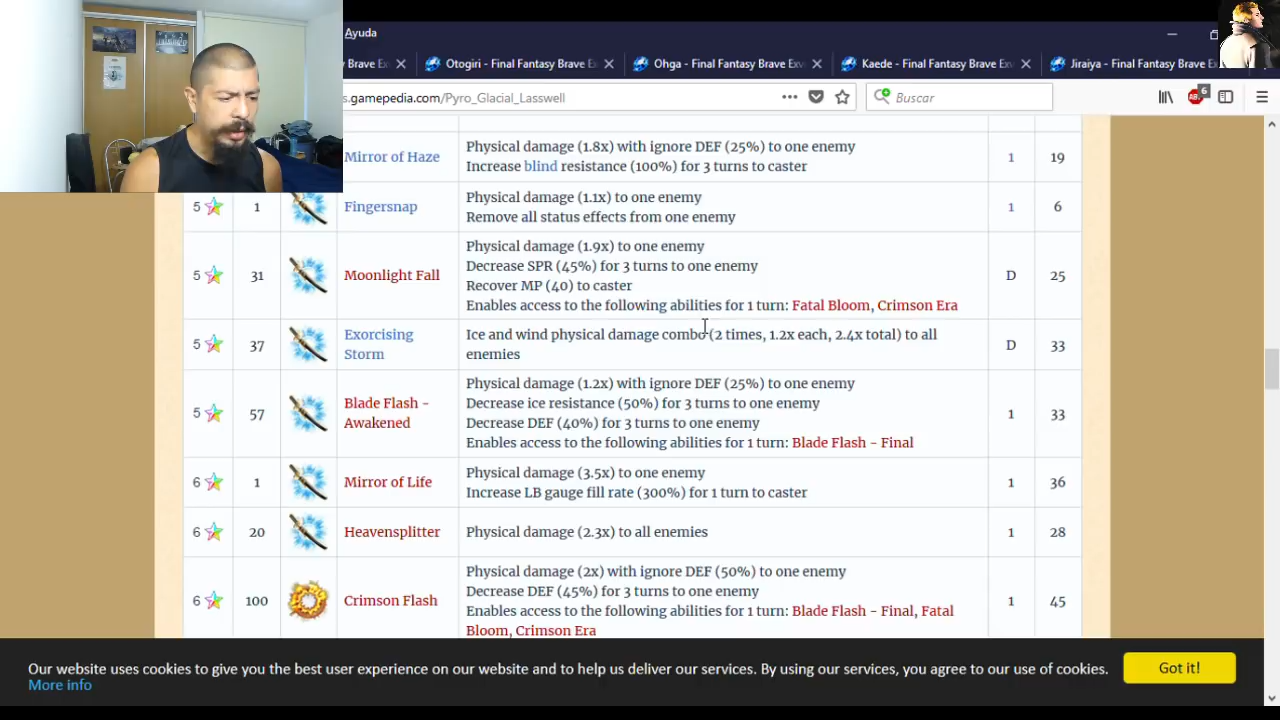 Ayuda
Brave Ex
Otogiri - Final Fantasy Brave Ex
Ohga - Final Fantasy Brave Ex
Kaede - Final Fantasy Brave Ex
Jiraiya - Final Fantasy Brave Ex
s.gamepedia.com/Pyro_Glacial_Lasswell
Buscar
6
Mirror of Haze
Physical damage (1.8x) with ignore DEF (25%) to one enemy
Increase blind resistance (100%) for 3 turns to caster
1
19
5
1
Fingersnap
Physical damage (1.1x) to one enemy
Remove all status effects from one enemy
1
6
5
31
Moonlight Fall
Physical damage (1.9x) to one enemy
Decrease SPR (45%) for 3 turns to one enemy
Recover MP (40) to caster
Enables access to the following abilities for 1 turn: Fatal Bloom, Crimson Era
D
25
5
37
Exorcising
Storm
Ice and wind physical damage combo (2 times, 1.2x each, 2.4x total) to all
enemies
D
33
5
57
Blade Flash -
Awakened
Physical damage (1.2x) with ignore DEF (25%) to one enemy
Decrease ice resistance (50%) for 3 turns to one enemy
Decrease DEF (40%) for 3 turns to one enemy
Enables access to the following abilities for 1 turn: Blade Flash - Final
1
33
6
1
Mirror of Life
Physical damage (3.5x) to one enemy
Increase LB gauge fill rate (300%) for 1 turn to caster
1
36
6
20
Heavensplitter
Physical damage (2.3x) to all enemies
1
28
6
100
Crimson Flash
Physical damage (2x) with ignore DEF (50%) to one enemy
Decrease DEF (45%) for 3 turns to one enemy
Enables access to the following abilities for 1 turn: Blade Flash - Final, Fatal
Bloom, Crimson Era
1
45
Our website uses cookies to give you the best user experience on our website and to help us deliver our services. By using our services, you agree to our use of cookies.
More info
Got it!